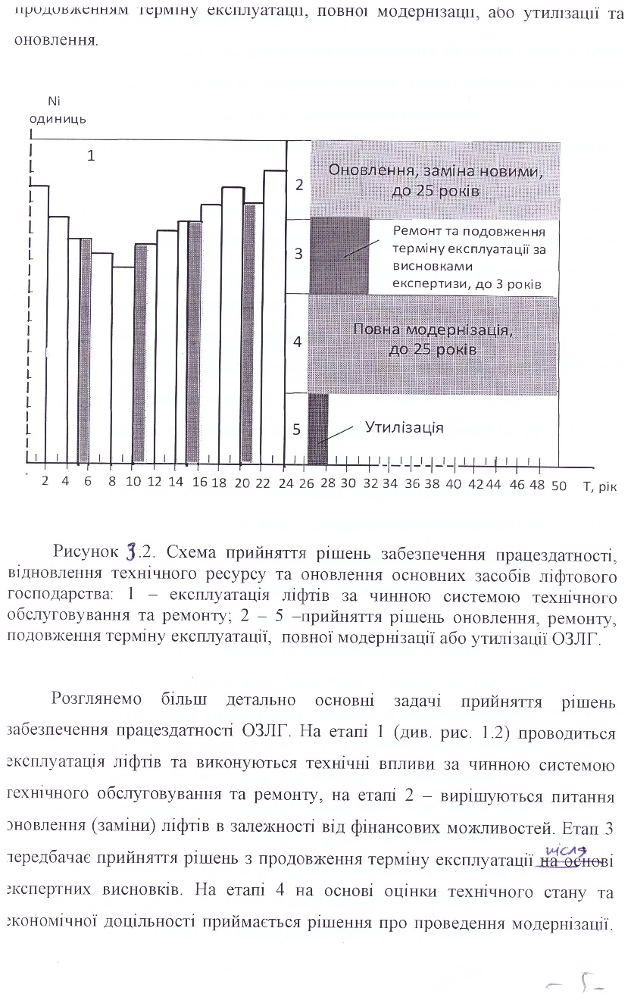 продовженням терміну експлуатації, повної модернізації, або утилізації та
оновлення.
Ni
одиниць
1
2
Оновлення, заміна новими,
до 25 років
3
Ремонт та подовження
терміну експлуатації за
висновками
експертизи, до 3 років
4
Повна модернізація,
до 25 років
5
Утилізація
2 4 6 8 10 12 14 16 18 20 22 24 26 28 30 32 34 36 38 40 42 44 46 48 50 Т, рік
Рисунок 3.2. Схема прийняття рішень забезпечення працездатності,
відновлення технічного ресурсу та оновлення основних засобів ліфтового
господарства: 1 – експлуатація ліфтів за чинною системою технічного
обслуговування та ремонту; 2 – 5 –прийняття рішень оновлення, ремонту,
подовження терміну експлуатації, повної модернізації або утилізації ОЗЛГ.
Розглянемо більш детально основні задачі прийняття рішень
забезпечення працездатності ОЗЛГ. На етапі 1 (див. рис. 1.2) проводиться
експлуатація ліфтів та виконуються технічні впливи за чинною системою
технічного обслуговування та ремонту, на етапі 2 – вирішуються питання
оновлення (заміни) ліфтів в залежності від фінансових можливостей. Етап 3
після
передбачає прийняття рішень з продовження терміну експлуатації на основі
експертних висновків. На етапі 4 на основі оцінки технічного стану та
економічної доцільності приймається рішення про проведення модернізації.
– 5 –